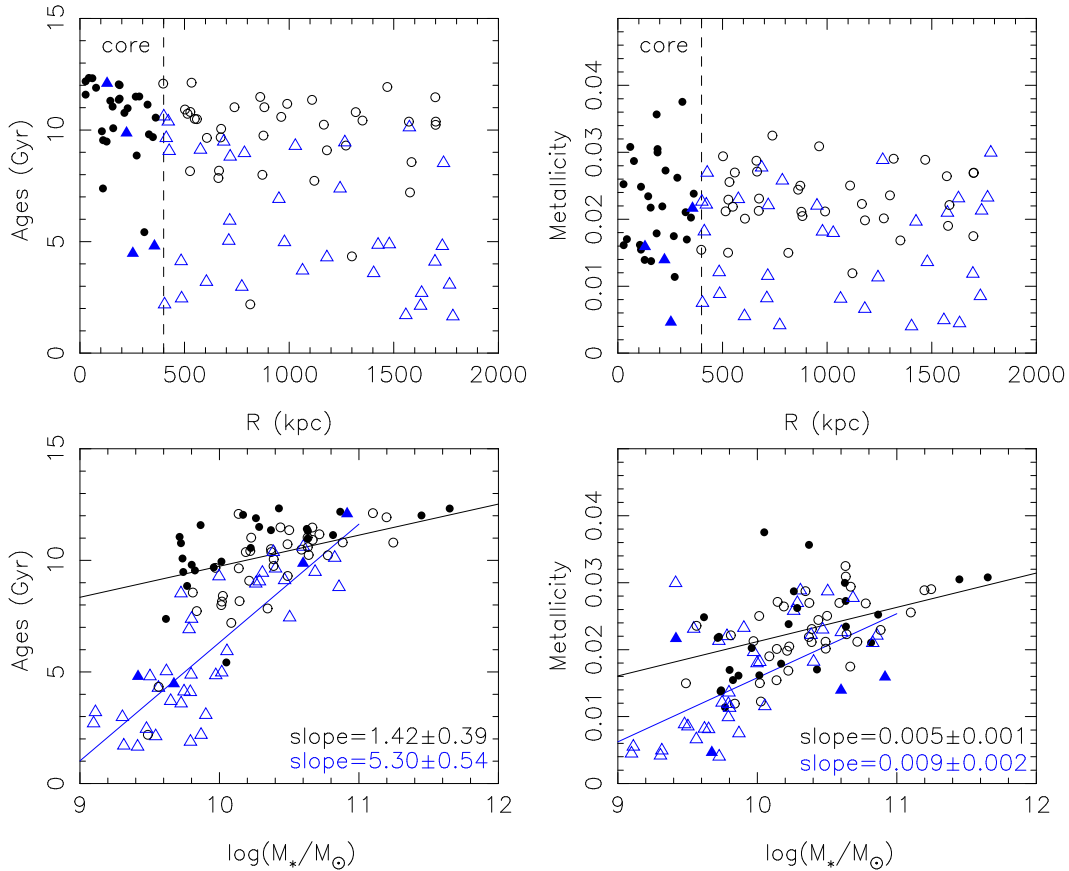 15
10
5
0
Ages (Gyr)
core
0 500 1000 1500 2000
R (kpc)
0.04
0.03
0.02
0.01
0
Metallicity
core
0 500 1000 1500 2000
R (kpc)
15
10
5
0
Ages (Gyr)
slope=1.42±0.39
slope=5.30±0.54
9 10 11 12
log(M_*/M_⊙)
0.04
0.03
0.02
0.01
0
Metallicity
slope=0.005±0.001
slope=0.009±0.002
9 10 11 12
log(M_*/M_⊙)